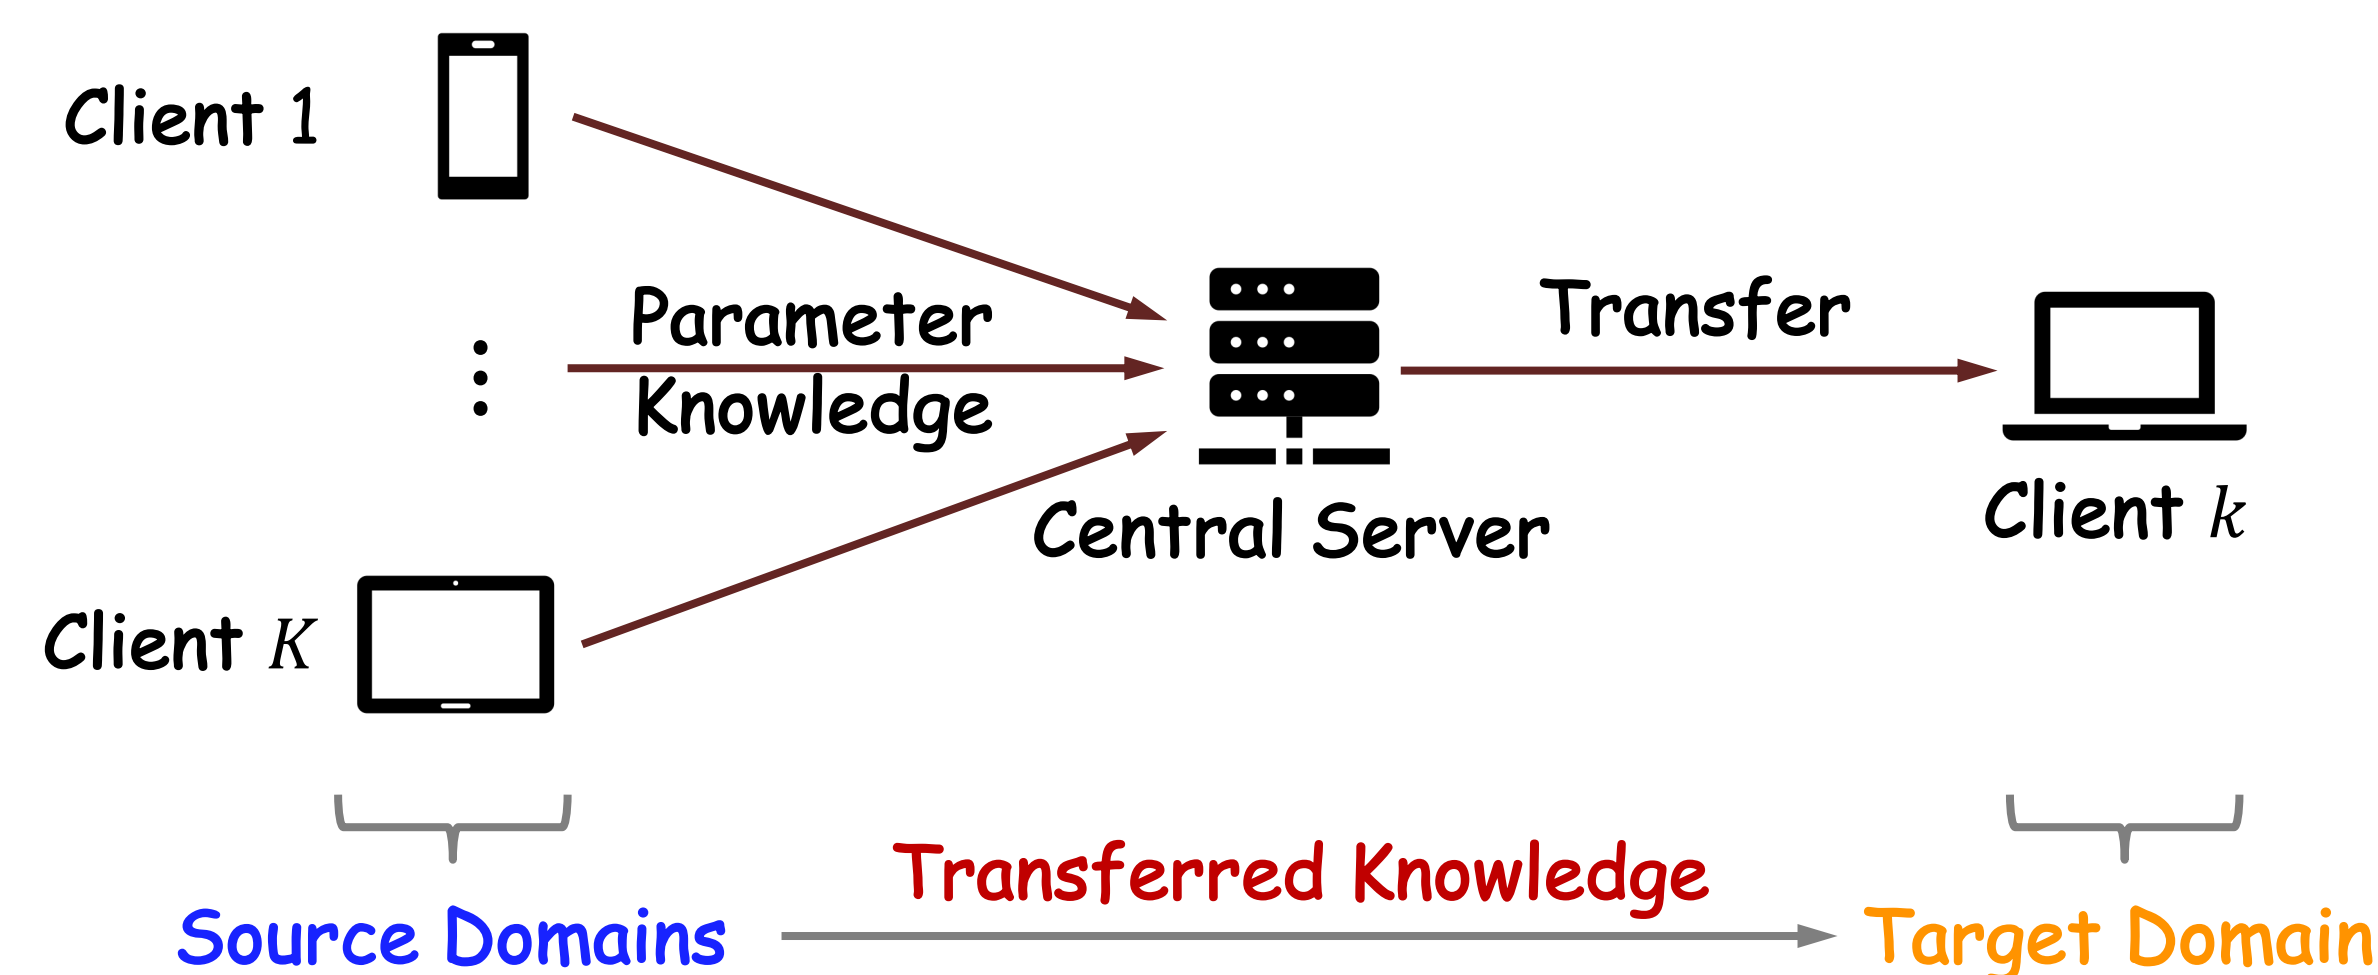 Client 1
Parameter
Knowledge
Transfer
Central Server
Client k
Client K
Transferred Knowledge
Source Domains
Target Domain